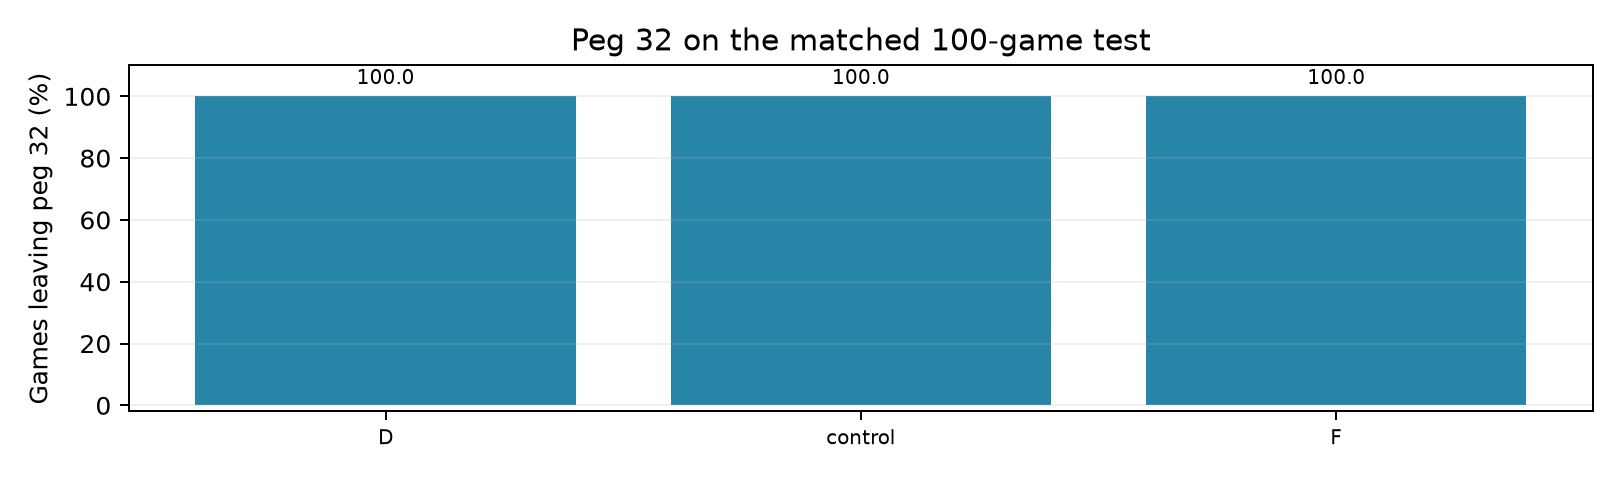 Peg 32 on the matched 100-game test
Games leaving peg 32 (%)
100
80
60
40
20
0
100.0
100.0
100.0
D
control
F